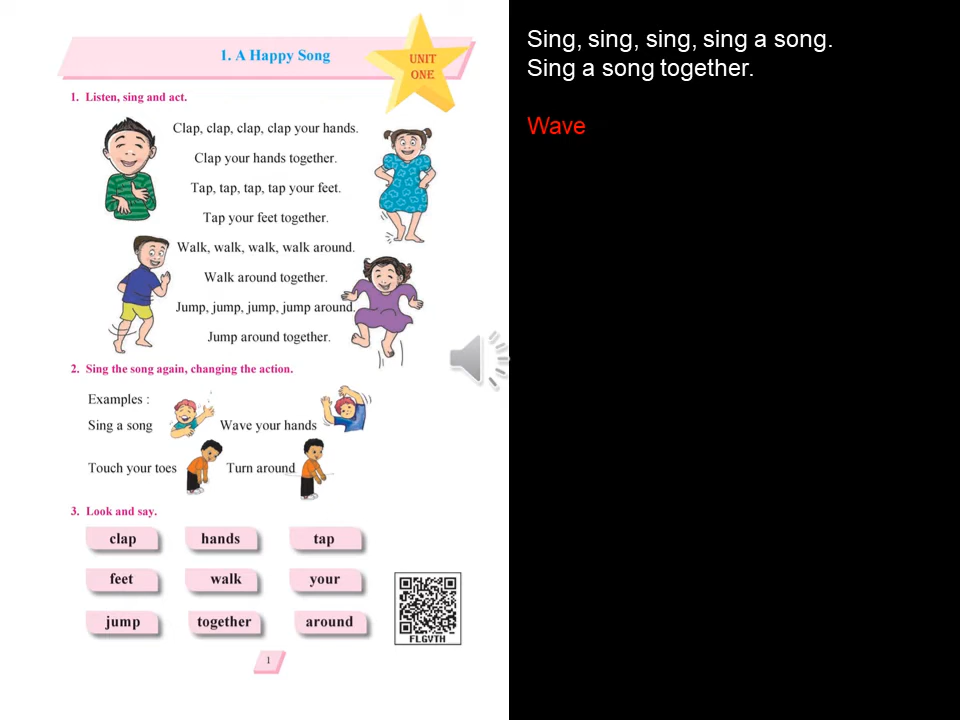 1. A Happy Song
UNIT
ONE
1. Listen, sing and act.
Clap, clap, clap, clap your hands.
Clap your hands together.
Tap, tap, tap, tap your feet.
Tap your feet together.
Walk, walk, walk, walk around.
Walk around together.
Jump, jump, jump, jump around.
Jump around together.
2. Sing the song again, changing the action.
Examples :
Sing a song
Wave your hands
Touch your toes
Turn around
3. Look and say.
clap hands tap
feet walk your
jump together around
FLGVTH
1
Sing, sing, sing, sing a song.
Sing a song together.
Wave